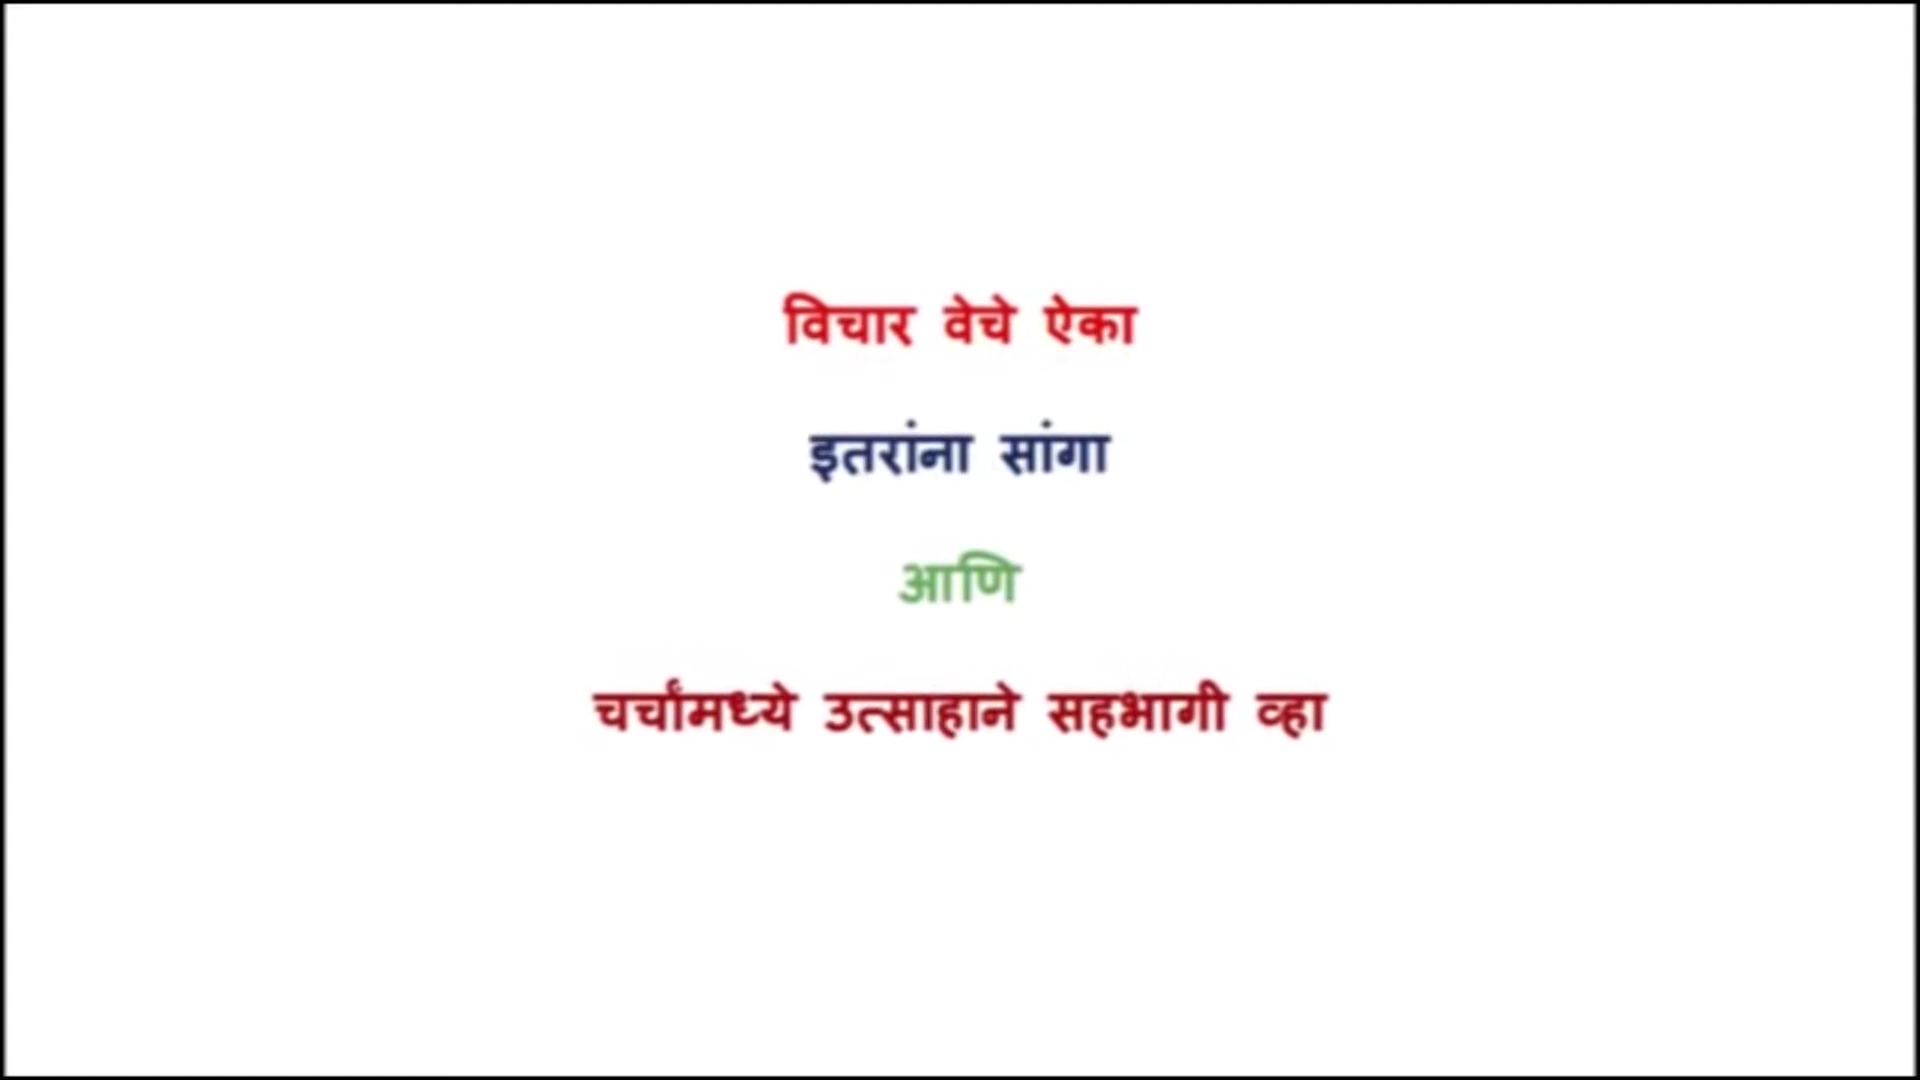 विचार वेचे ऐका
इतरांना सांगा
आणि
चर्चांमध्ये उत्साहाने सहभागी व्हा